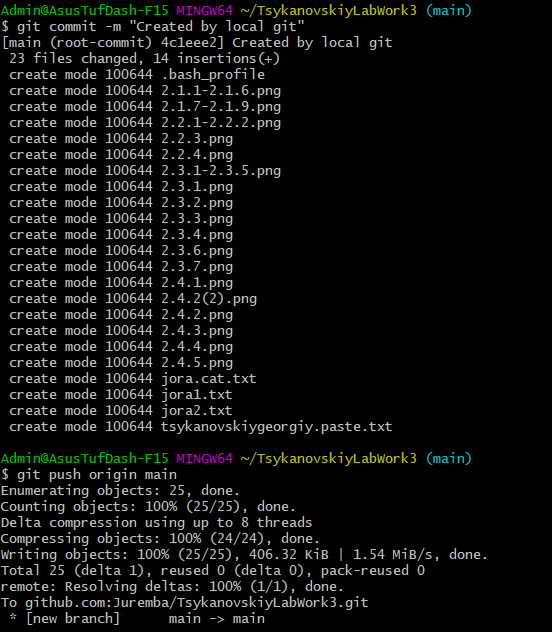 Admin@AsusTufDash-F15 MINGW64 ~/TsykanovskiyLabWork3 (main)
$ git commit -m "Created by local git"
[main (root-commit) 4c1eee2] Created by local git
 23 files changed, 14 insertions(+)
 create mode 100644 .bash_profile
 create mode 100644 2.1.1-2.1.6.png
 create mode 100644 2.1.7-2.1.9.png
 create mode 100644 2.2.1-2.2.2.png
 create mode 100644 2.2.3.png
 create mode 100644 2.2.4.png
 create mode 100644 2.3.1-2.3.5.png
 create mode 100644 2.3.1.png
 create mode 100644 2.3.2.png
 create mode 100644 2.3.3.png
 create mode 100644 2.3.4.png
 create mode 100644 2.3.6.png
 create mode 100644 2.3.7.png
 create mode 100644 2.4.1.png
 create mode 100644 2.4.2(2).png
 create mode 100644 2.4.2.png
 create mode 100644 2.4.3.png
 create mode 100644 2.4.4.png
 create mode 100644 2.4.5.png
 create mode 100644 jora.cat.txt
 create mode 100644 jora1.txt
 create mode 100644 jora2.txt
 create mode 100644 tsykanovskiygeorgiy.paste.txt

Admin@AsusTufDash-F15 MINGW64 ~/TsykanovskiyLabWork3 (main)
$ git push origin main
Enumerating objects: 25, done.
Counting objects: 100% (25/25), done.
Delta compression using up to 8 threads
Compressing objects: 100% (24/24), done.
Writing objects: 100% (25/25), 406.32 KiB | 1.54 MiB/s, done.
Total 25 (delta 1), reused 0 (delta 0), pack-reused 0
remote: Resolving deltas: 100% (1/1), done.
To github.com:Juremba/TsykanovskiyLabWork3.git
 * [new branch]      main -> main